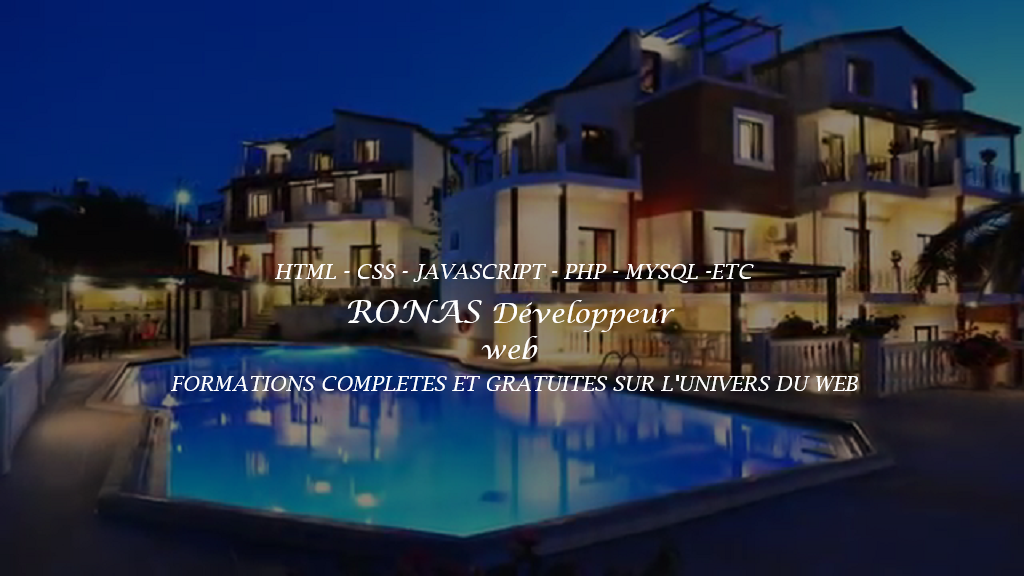 HTML - CSS - JAVASCRIPT - PHP - MYSQL -ETC
RONAS Développeur
web
FORMATIONS COMPLETES ET GRATUITES SUR L'UNIVERS DU WEB